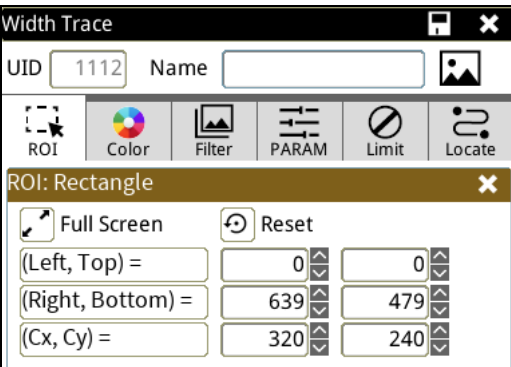 Width Trace
UID 1112 Name
ROI Color Filter PARAM Limit Locate
ROI: Rectangle
Full Screen Reset
(Left, Top) = 0 0
(Right, Bottom) = 639 479
(Cx, Cy) = 320 240